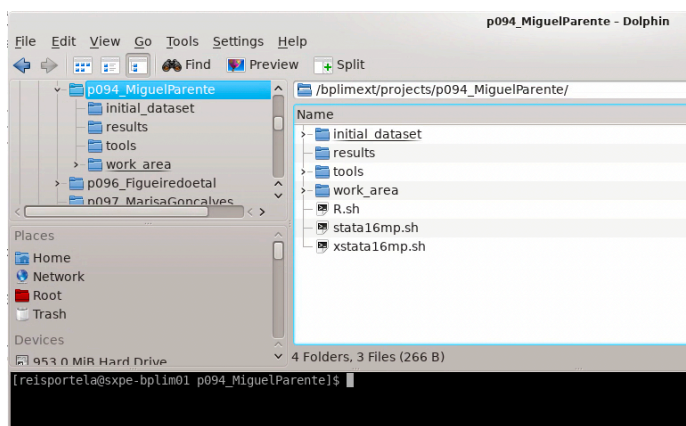 p094_MiguelParente – Dolphin
File Edit View Go Tools Settings Help
Find Preview Split
p094_MiguelParente
initial_dataset
results
tools
work_area
p096_Figueiredoetal
p097_MarisaGoncalves
Places
Home
Network
Root
Trash
Devices
953.0 MiB Hard Drive
/bplimext/projects/p094_MiguelParente/
Name
initial_dataset
results
tools
work_area
R.sh
stata16mp.sh
xstata16mp.sh
4 Folders, 3 Files (266 B)
[reisportela@sxpe-bplim01 p094_MiguelParente]$